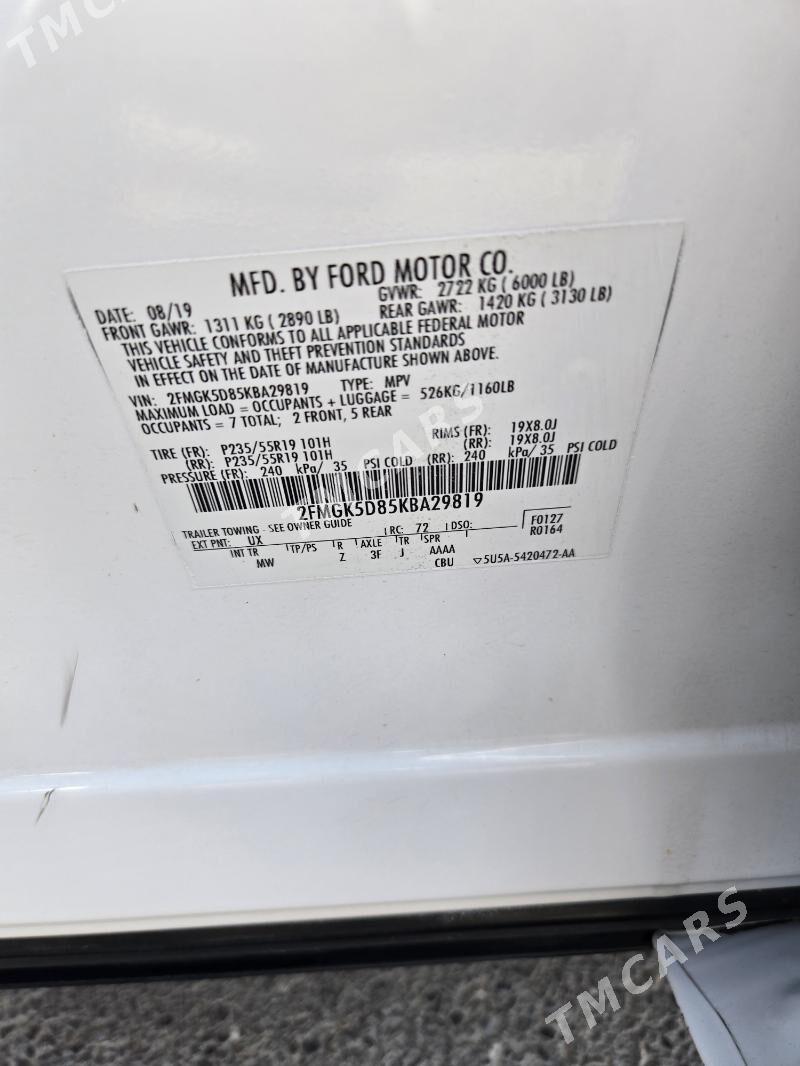 TMCARS
MFD. BY FORD MOTOR CO.
DATE: 08/19 GVWR: 2722 KG ( 6000 LB)
FRONT GAWR: 1311 KG ( 2890 LB) REAR GAWR: 1420 KG ( 3130 LB)
THIS VEHICLE CONFORMS TO ALL APPLICABLE FEDERAL MOTOR
VEHICLE SAFETY AND THEFT PREVENTION STANDARDS
IN EFFECT ON THE DATE OF MANUFACTURE SHOWN ABOVE.
VIN: 2FMGK5D85KBA29819 TYPE: MPV
MAXIMUM LOAD = OCCUPANTS + LUGGAGE = 526KG/1160LB
OCCUPANTS = 7 TOTAL; 2 FRONT, 5 REAR
TIRE (FR): P235/55R19 101H RIMS (FR): 19X8.0J
(RR): P235/55R19 101H (RR): 19X8.0J
PRESSURE (FR): 240 kPa/ 35 PSI COLD (RR): 240 kPa/ 35 PSI COLD
2FMGK5D85KBA29819
TRAILER TOWING - SEE OWNER GUIDE
EXT PNT: UX RC: 72 DSO: F0127
INT TR TP/PS R AXLE TR SPR R0164
MW Z 3F J AAAA
CBU ▽5U5A-5420472-AA
TMCARS
TMCARS